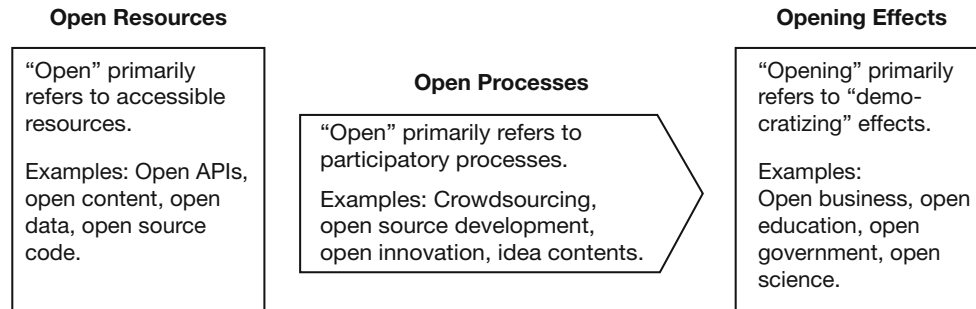 Open Resources
“Open” primarily
refers to accessible
resources.
Examples: Open APIs,
open content, open
data, open source
code.
Open Processes
“Open” primarily refers to
participatory processes.
Examples: Crowdsourcing,
open source development,
open innovation, idea contents.
Opening Effects
“Opening” primarily
refers to “demo-
cratizing” effects.
Examples:
Open business, open
education, open
government, open
science.